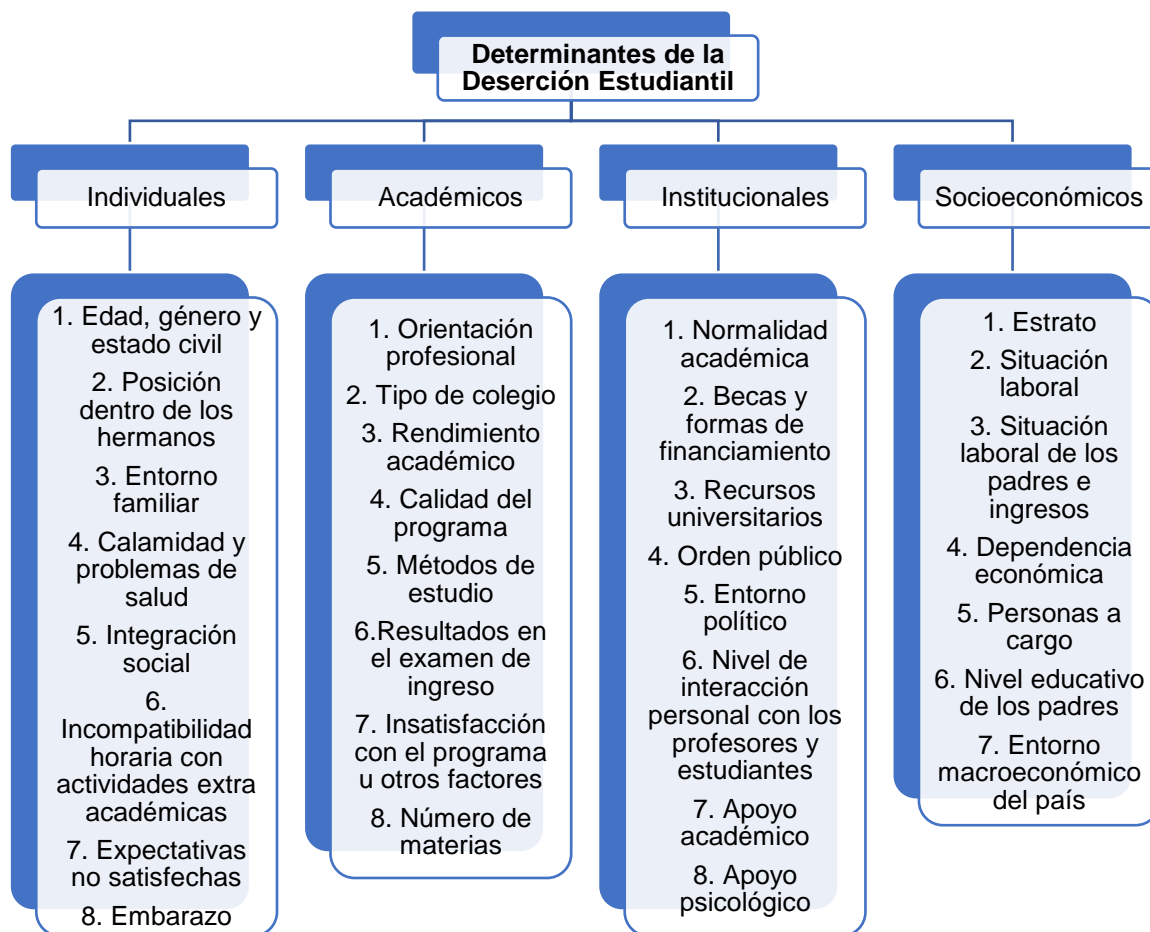 Determinantes de la
Deserción Estudiantil
Individuales
Académicos
Institucionales
Socioeconómicos
1. Edad, género y
estado civil
2. Posición
dentro de los
hermanos
3. Entorno
familiar
4. Calamidad y
problemas de
salud
5. Integración
social
6.
Incompatibilidad
horaria con
actividades extra
académicas
7. Expectativas
no satisfechas
8. Embarazo
1. Orientación
profesional
2. Tipo de colegio
3. Rendimiento
académico
4. Calidad del
programa
5. Métodos de
estudio
6.Resultados en
el examen de
ingreso
7. Insatisfacción
con el programa
u otros factores
8. Número de
materias
1. Normalidad
académica
2. Becas y
formas de
financiamiento
3. Recursos
universitarios
4. Orden público
5. Entorno
político
6. Nivel de
interacción
personal con los
profesores y
estudiantes
7. Apoyo
académico
8. Apoyo
psicológico
1. Estrato
2. Situación
laboral
3. Situación
laboral de los
padres e
ingresos
4. Dependencia
económica
5. Personas a
cargo
6. Nivel educativo
de los padres
7. Entorno
macroeconómico
del país